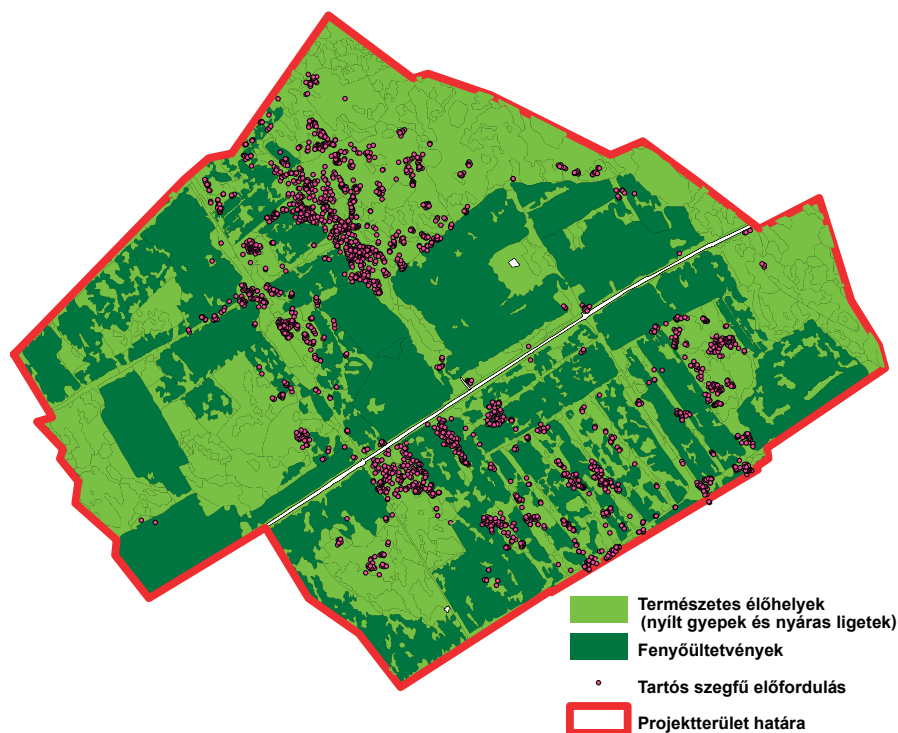 Természetes élőhelyek
(nyílt gyepek és nyáras ligetek)
Fenyőültetvények
Tartós szegfű előfordulás
Projektterület határa